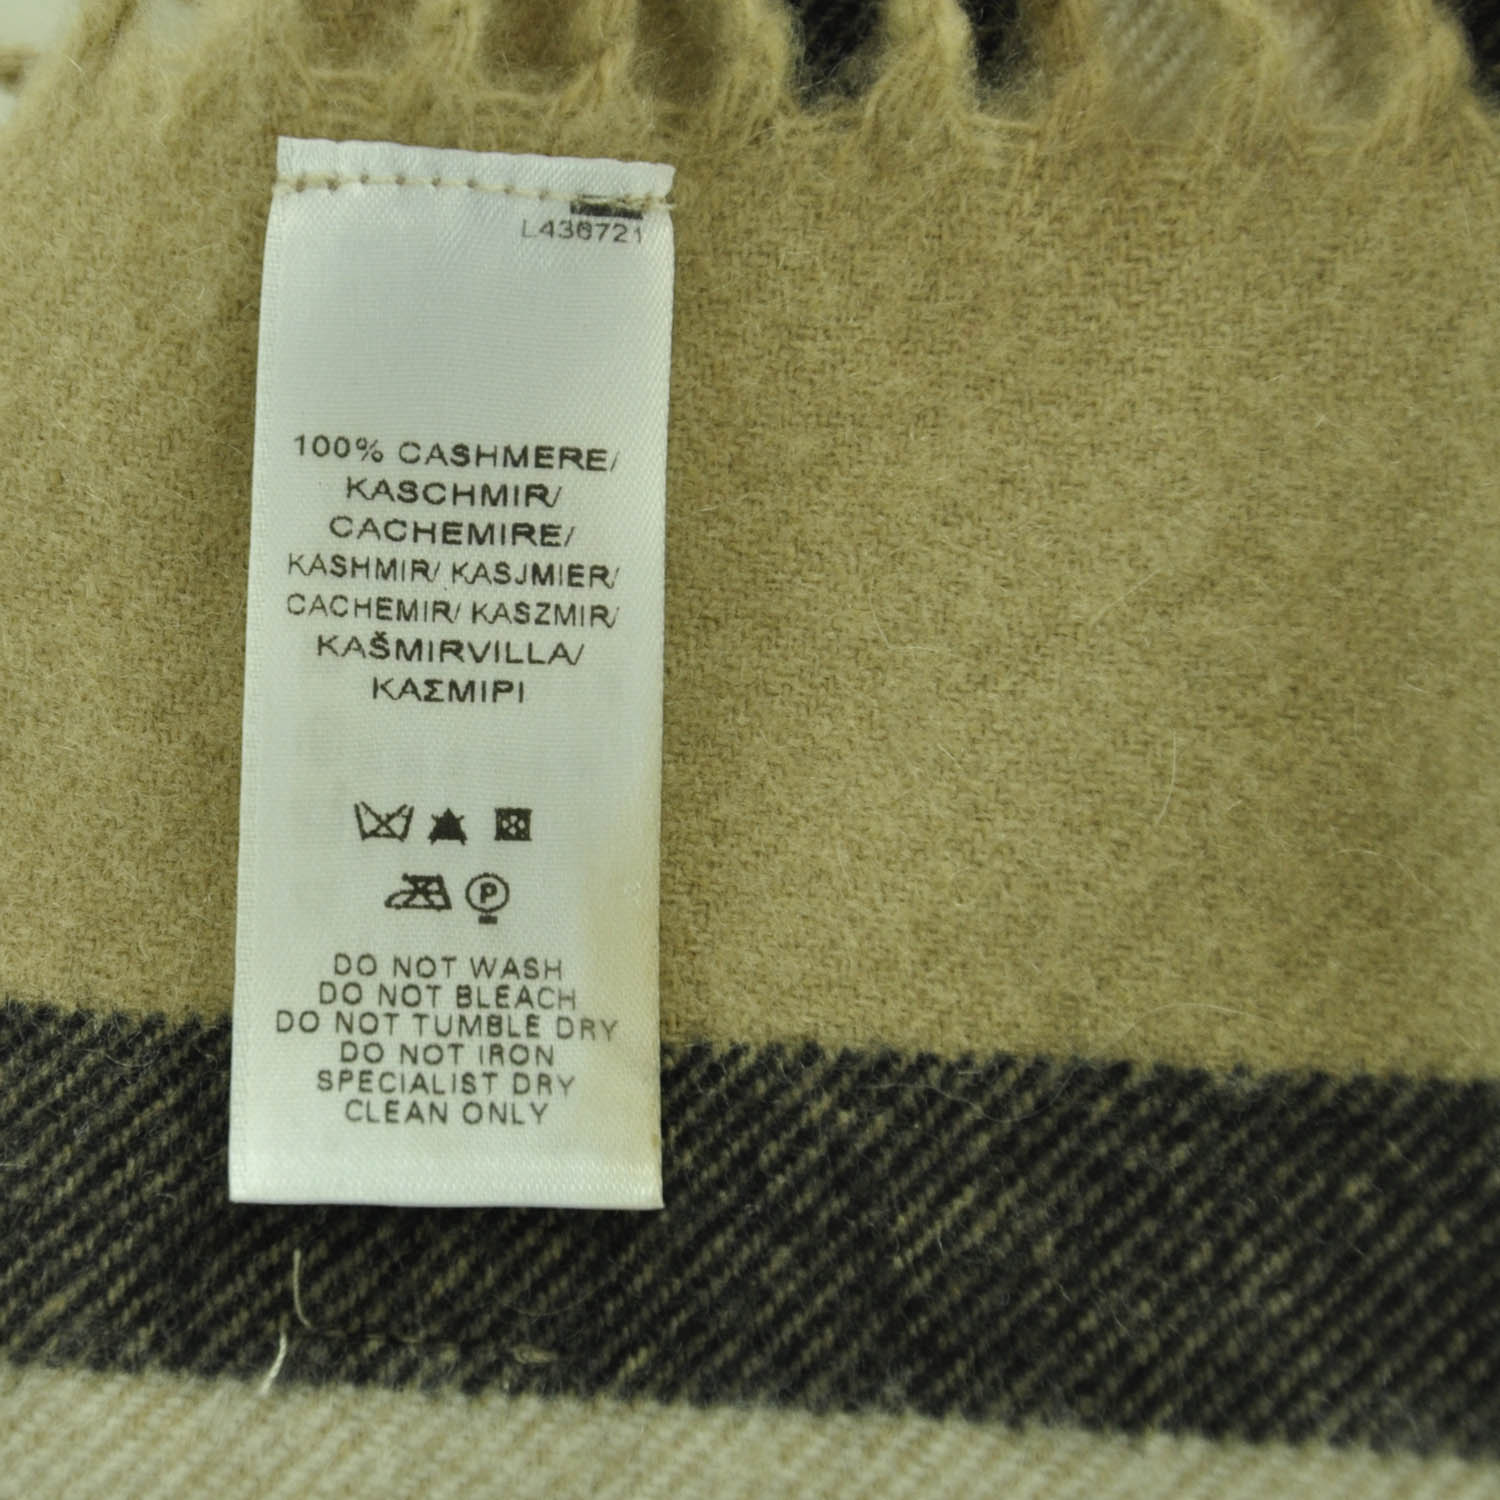 L436721
100% CASHMERE/
KASCHMIR/
CACHEMIRE/
KASHMIR/ KASJMIER/
CACHEMIR/ KASZMIR/
KAŠMIRVILLA/
ΚΑΣΜΙΡΙ
P
DO NOT WASH
DO NOT BLEACH
DO NOT TUMBLE DRY
DO NOT IRON
SPECIALIST DRY
CLEAN ONLY